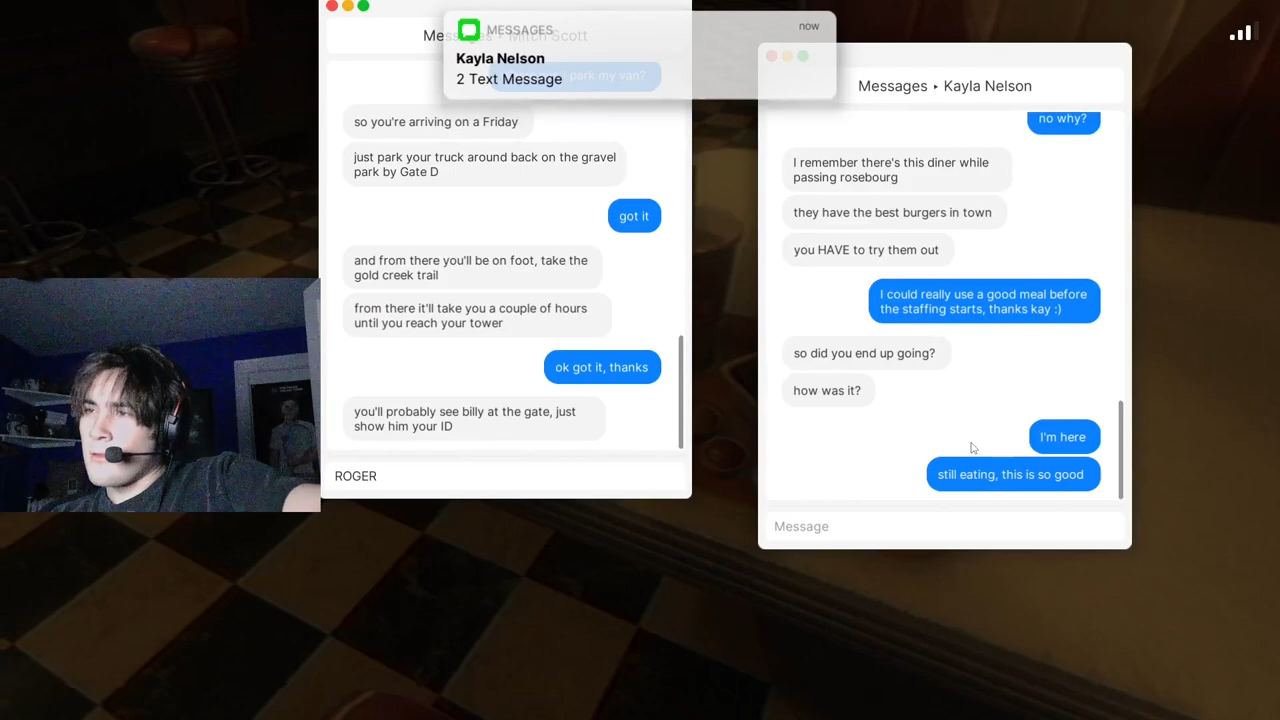 Messages ▸ Mitch Scott
MESSAGES
now
Kayla Nelson
2 Text Message
park my van?
so you're arriving on a Friday
just park your truck around back on the gravel
park by Gate D
got it
and from there you'll be on foot, take the
gold creek trail
from there it'll take you a couple of hours
until you reach your tower
ok got it, thanks
you'll probably see billy at the gate, just
show him your ID
ROGER
Messages ▸ Kayla Nelson
no why?
I remember there's this diner while
passing rosebourg
they have the best burgers in town
you HAVE to try them out
I could really use a good meal before
the staffing starts, thanks kay :)
so did you end up going?
how was it?
I'm here
still eating, this is so good
Message